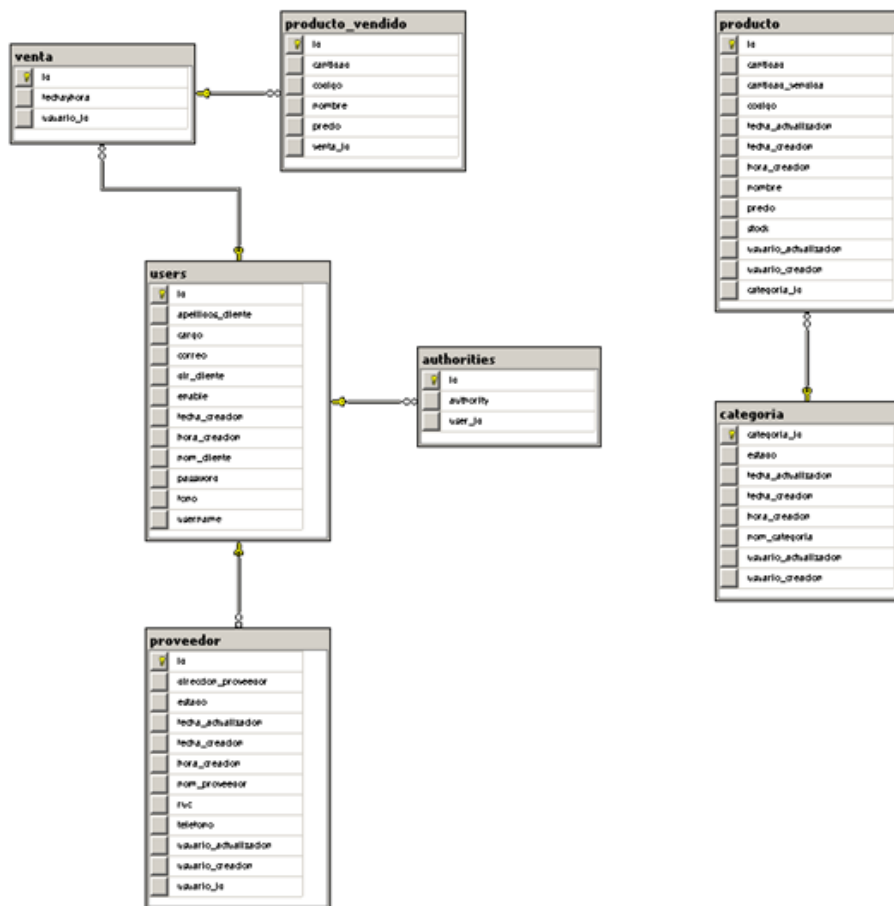 venta
id
fechayhora
usuario_id
producto_vendido
id
cantidad
codigo
nombre
precio
venta_id
users
id
apellidos_cliente
cargo
correo
dir_cliente
enable
fecha_creacion
hora_creacion
nom_cliente
password
fono
username
authorities
id
authority
user_id
proveedor
id
direccion_proveedor
estado
fecha_actualizacion
fecha_creacion
hora_creacion
nom_proveedor
ruc
telefono
usuario_actualizacion
usuario_creacion
usuario_id
producto
id
cantidad
cantidad_vendida
codigo
fecha_actualizacion
fecha_creacion
hora_creacion
nombre
precio
stock
usuario_actualizacion
usuario_creacion
categoria_id
categoria
categoria_id
estado
fecha_actualizacion
fecha_creacion
hora_creacion
nom_categoria
usuario_actualizacion
usuario_creacion